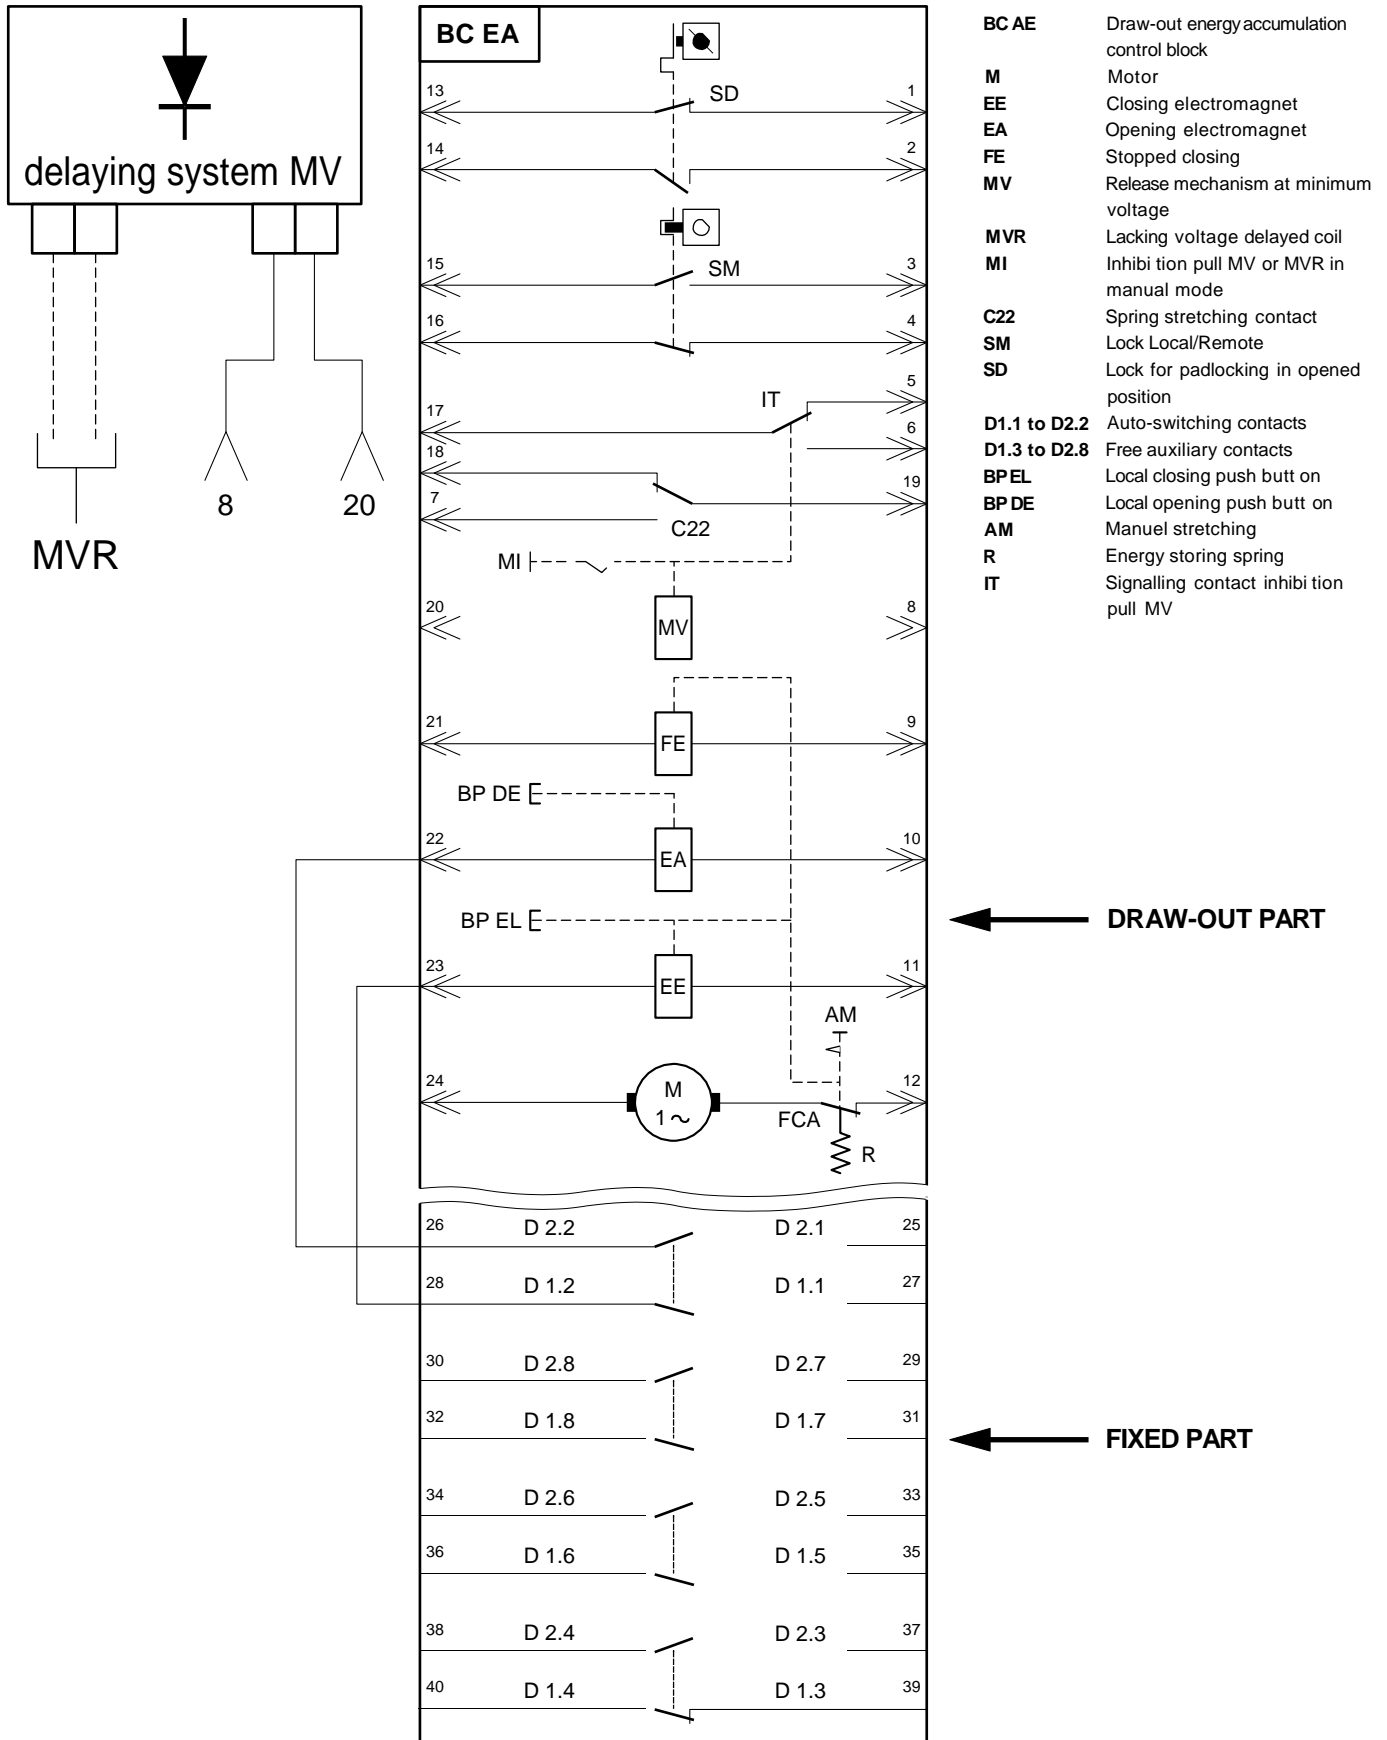 delaying system MV
MVR
8
20
BC EA
13
SD
1
14
2
15
SM
3
16
4
5
17
IT
6
18
7
19
C22
MI
20
MV
8
21
FE
9
BP DE
22
EA
10
BP EL
23
EE
11
AM
24
M
1~
FCA
12
R
26 D 2.2 D 2.1 25
28 D 1.2 D 1.1 27
30 D 2.8 D 2.7 29
32 D 1.8 D 1.7 31
34 D 2.6 D 2.5 33
36 D 1.6 D 1.5 35
38 D 2.4 D 2.3 37
40 D 1.4 D 1.3 39
BC AE Draw-out energy accumulation
control block
M Motor
EE Closing electromagnet
EA Opening electromagnet
FE Stopped closing
MV Release mechanism at minimum
voltage
MVR Lacking voltage delayed coil
MI Inhibi tion pull MV or MVR in
manual mode
C22 Spring stretching contact
SM Lock Local/Remote
SD Lock for padlocking in opened
position
D1.1 to D2.2 Auto-switching contacts
D1.3 to D2.8 Free auxiliary contacts
BP EL Local closing push butt on
BP DE Local opening push butt on
AM Manuel stretching
R Energy storing spring
IT Signalling contact inhibi tion
pull MV
DRAW-OUT PART
FIXED PART